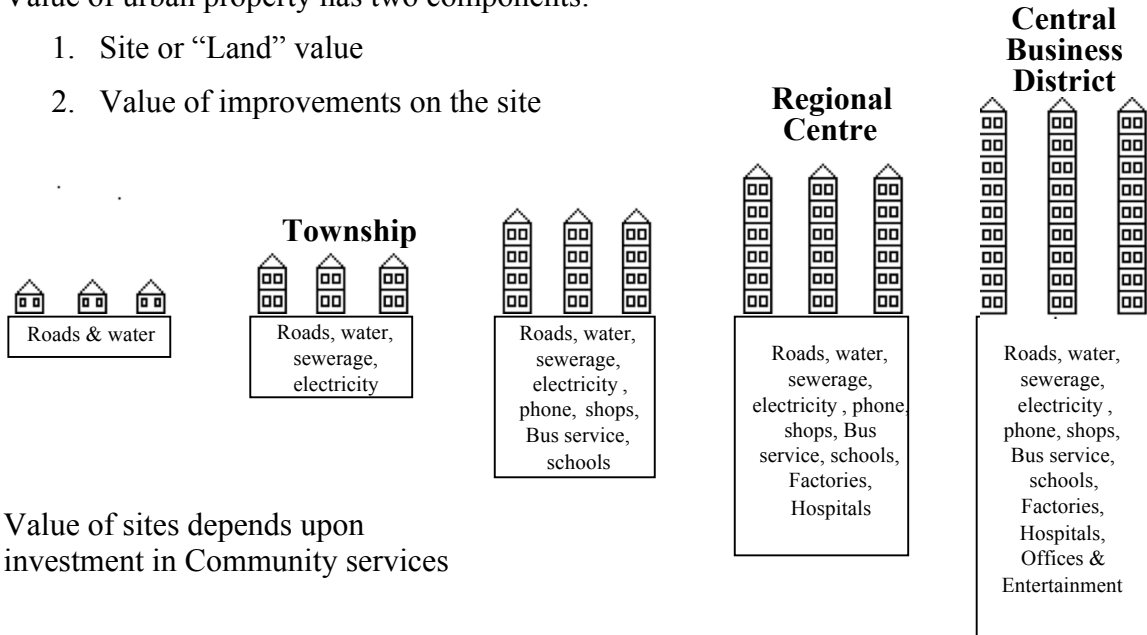 Value of urban property has two components:
1. Site or “Land” value
2. Value of improvements on the site
Central
Business
District
Regional
Centre
Township
Roads & water
Roads, water,
sewerage,
electricity
Roads, water,
sewerage,
electricity ,
phone, shops,
Bus service,
schools
Roads, water,
sewerage,
electricity , phone,
shops, Bus
service, schools,
Factories,
Hospitals
Roads, water,
sewerage,
electricity ,
phone, shops,
Bus service,
schools,
Factories,
Hospitals,
Offices &
Entertainment
Value of sites depends upon
investment in Community services